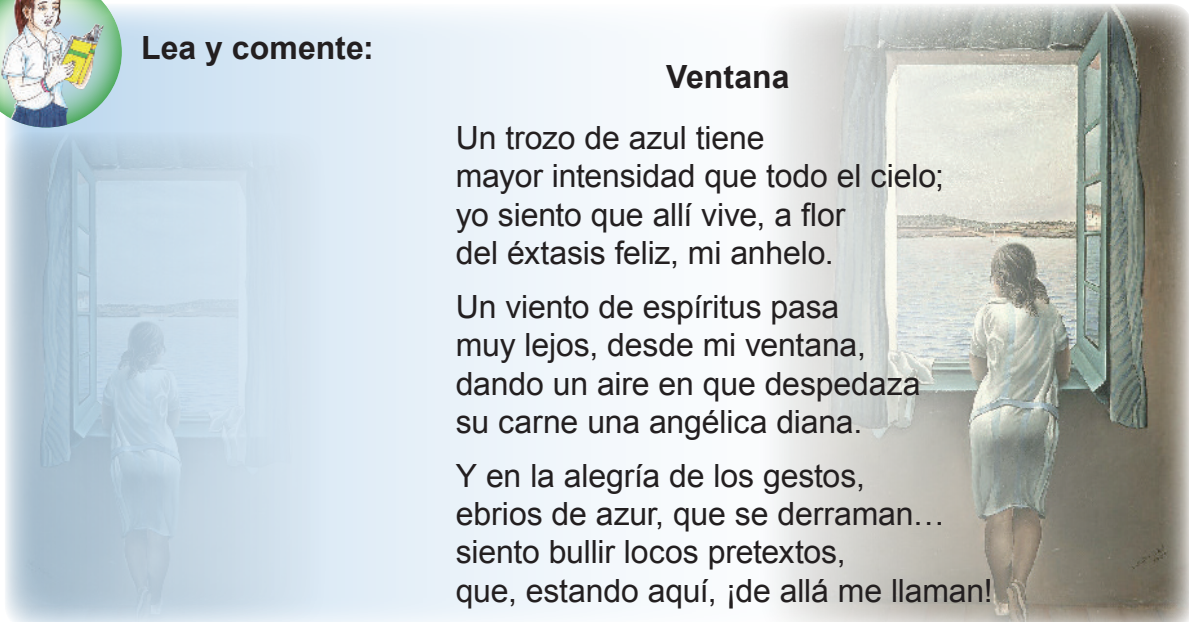 Lea y comente:
Ventana
Un trozo de azul tiene
mayor intensidad que todo el cielo;
yo siento que allí vive, a flor
del éxtasis feliz, mi anhelo.
Un viento de espíritus pasa
muy lejos, desde mi ventana,
dando un aire en que despedaza
su carne una angélica diana.
Y en la alegría de los gestos,
ebrios de azur, que se derraman…
siento bullir locos pretextos,
que, estando aquí, ¡de allá me llaman!